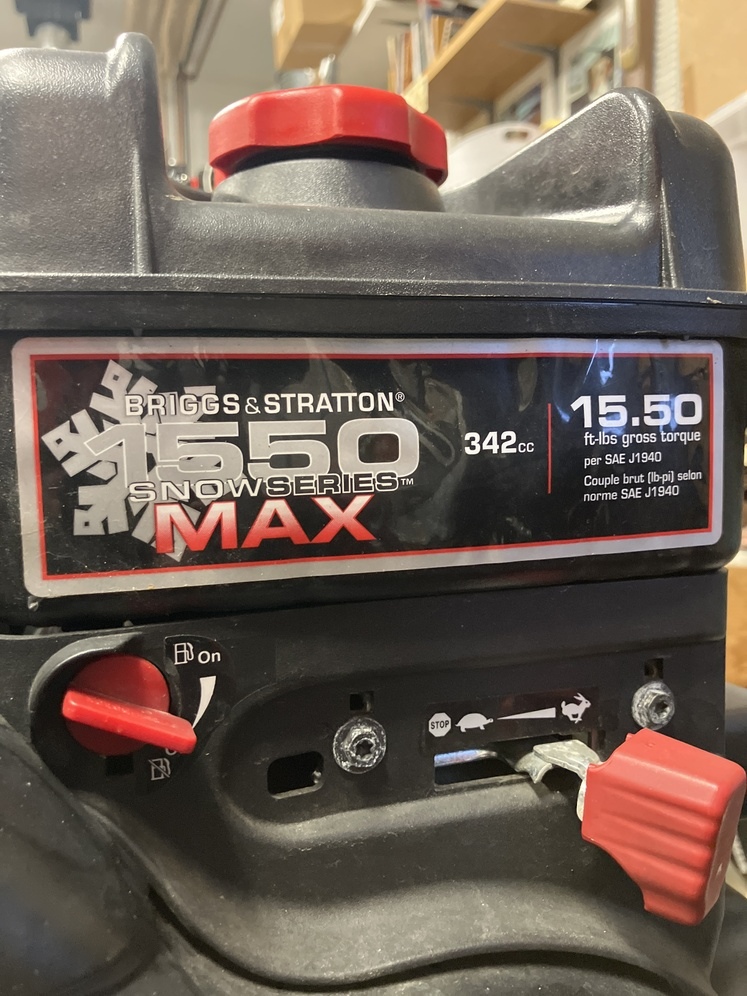 BRIGGS & STRATTON®
1550
SNOWSERIES™
MAX
342cc
15.50
ft-lbs gross torque
per SAE J1940
Couple brut (lb-pi) selon
norme SAE J1940
On
STOP